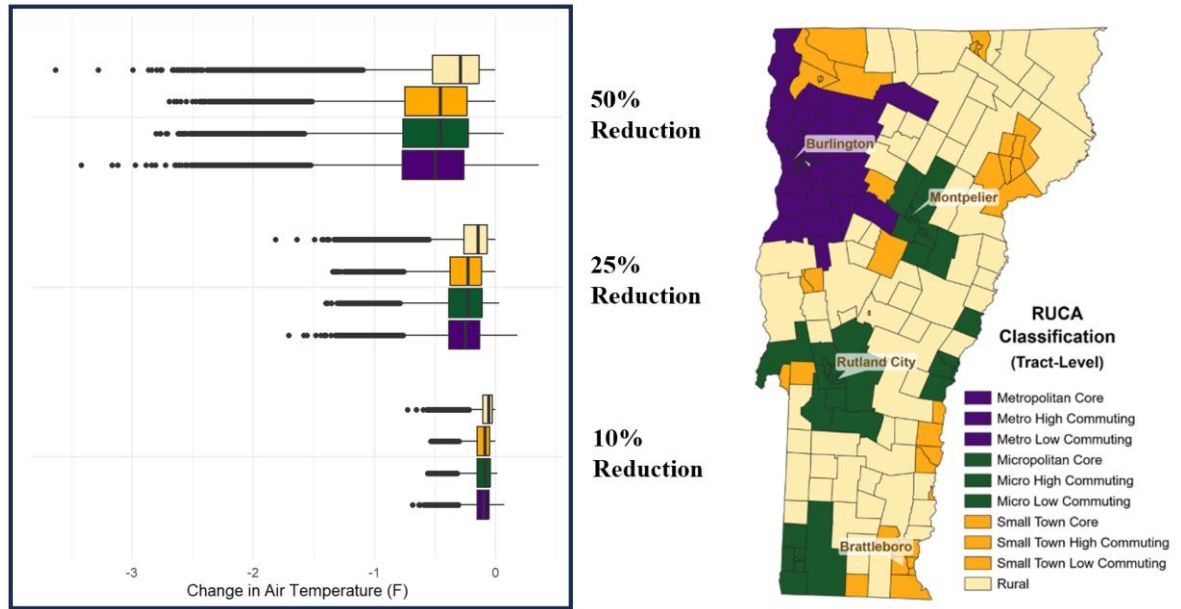 50%
Reduction
25%
Reduction
10%
Reduction
-3
-2
-1
0
Change in Air Temperature (F)
Burlington
Montpelier
Rutland City
Brattleboro
RUCA
Classification
(Tract-Level)
Metropolitan Core
Metro High Commuting
Metro Low Commuting
Micropolitan Core
Micro High Commuting
Micro Low Commuting
Small Town Core
Small Town High Commuting
Small Town Low Commuting
Rural